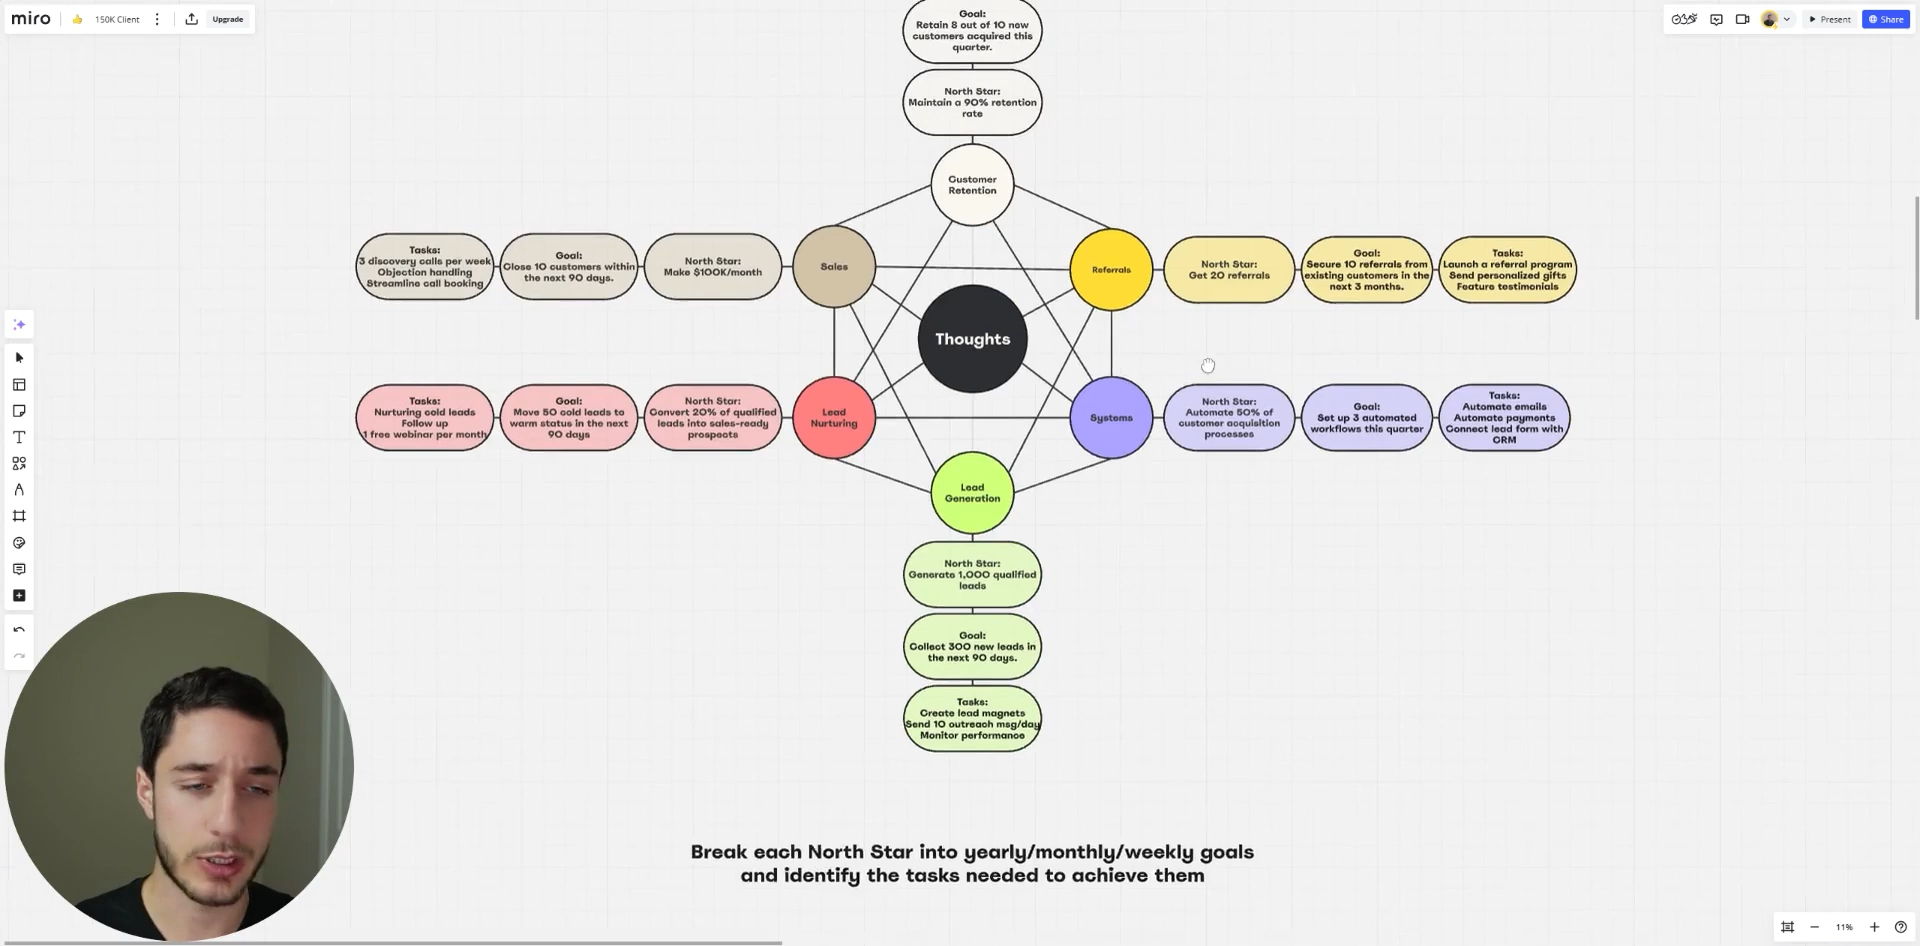 miro
150K Client
Upgrade
Present
Share
Goal:
Retain 8 out of 10 new
customers acquired this
quarter.
North Star:
Maintain a 90% retention
rate
Customer
Retention
Tasks:
3 discovery calls per week
Objection handling
Streamline call booking
Goal:
Close 10 customers within
the next 90 days.
North Star:
Make $100K/month
Sales
Referrals
North Star:
Get 20 referrals
Goal:
Secure 10 referrals from
existing customers in the
next 3 months.
Tasks:
Launch a referral program
Send personalized gifts
Feature testimonials
Thoughts
Tasks:
Nurturing cold leads
Follow up
1 free webinar per month
Goal:
Move 50 cold leads to
warm status in the next
90 days
North Star:
Convert 20% of qualified
leads into sales-ready
prospects
Lead
Nurturing
Systems
North Star:
Automate 50% of
customer acquisition
processes
Goal:
Set up 3 automated
workflows this quarter
Tasks:
Automate emails
Automate payments
Connect lead form with
CRM
Lead
Generation
North Star:
Generate 1,000 qualified
leads
Goal:
Collect 300 new leads in
the next 90 days.
Tasks:
Create lead magnets
Send 10 outreach msg/day
Monitor performance
Break each North Star into yearly/monthly/weekly goals
and identify the tasks needed to achieve them
11%